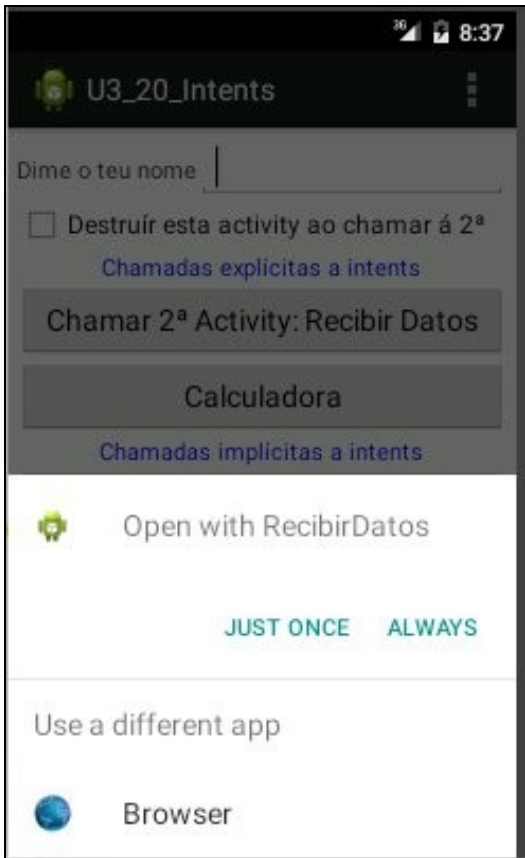 3G 8:37
U3_20_Intents
Dime o teu nome
Destruír esta activity ao chamar á 2ª
Chamadas explícitas a intents
Chamar 2ª Activity: Recibir Datos
Calculadora
Chamadas implícitas a intents
Open with RecibirDatos
JUST ONCE ALWAYS
Use a different app
Browser